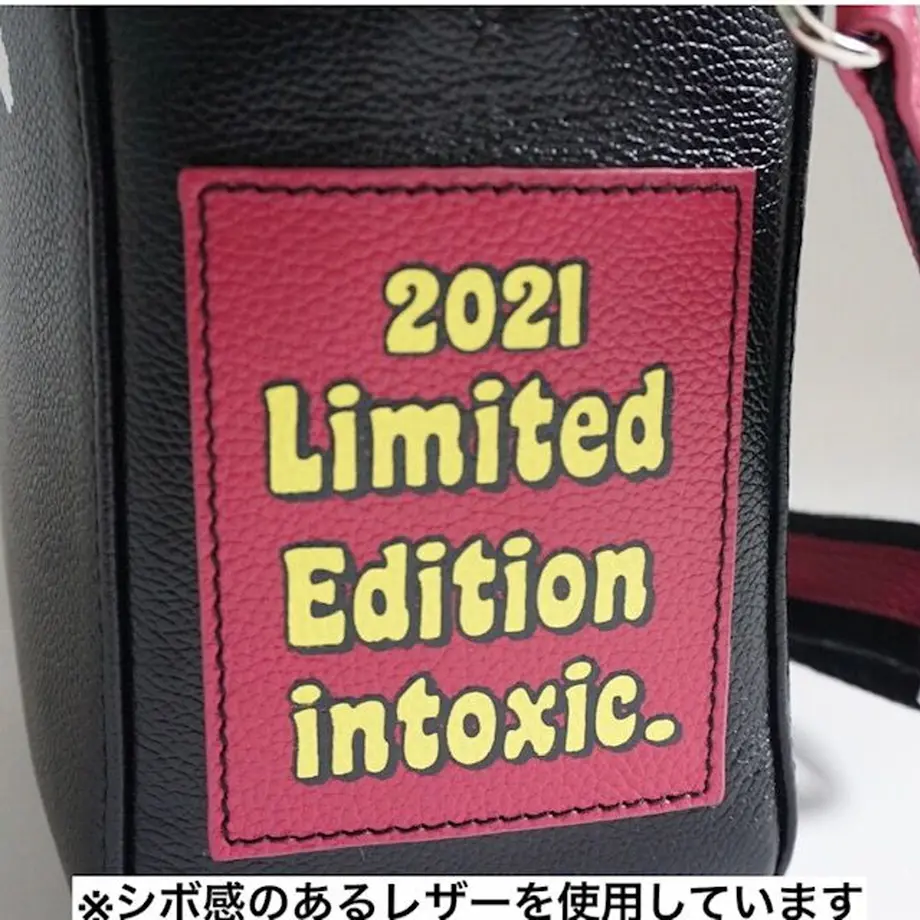 2021
Limited
Edition
intoxic.
※シボ感のあるレザーを使用しています